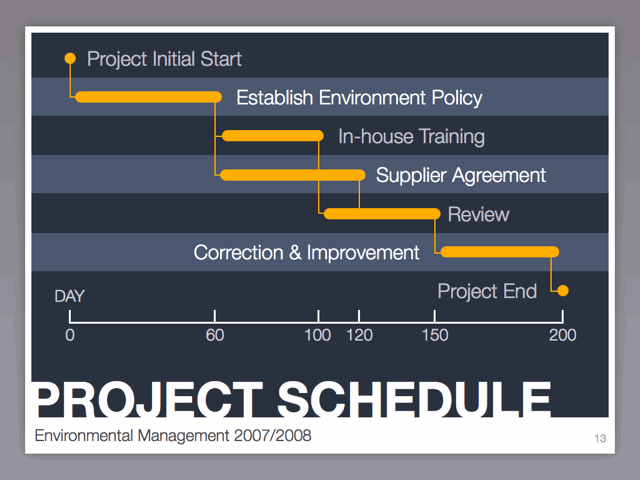 Project Initial Start
Establish Environment Policy
In-house Training
Supplier Agreement
Review
Correction & Improvement
Project End
DAY
0 60 100 120 150 200
PROJECT SCHEDULE
Environmental Management 2007/2008
13